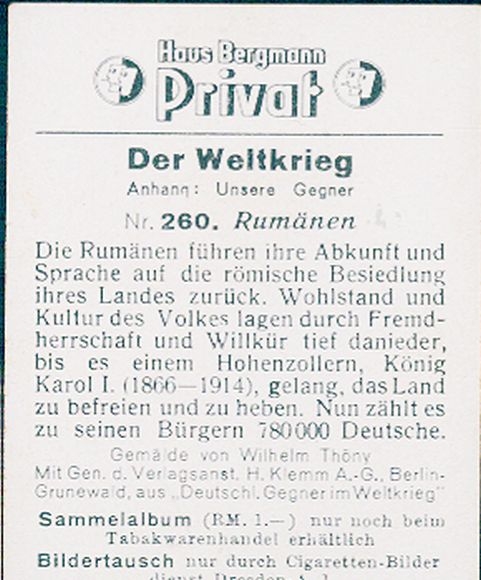 Haus Bergmann
Privat
Der Weltkrieg
Anhang: Unsere Gegner
Nr. 260. Rumänen
Die Rumänen führen ihre Abkunft und
Sprache auf die römische Besiedlung
ihres Landes zurück. Wohlstand und
Kultur des Volkes lagen durch Fremd-
herrschaft und Willkür tief danieder,
bis es einem Hohenzollern, König
Karol I. (1866—1914), gelang, das Land
zu befreien und zu heben. Nun zählt es
zu seinen Bürgern 780000 Deutsche.
Gemälde von Wilhelm Thöny
Mit Gen. d. Verlagsanst. H. Klemm A.-G., Berlin-
Grunewald, aus „Deutschl. Gegner im Weltkrieg"
Sammelalbum (RM. 1.—) nur noch beim
Tabakwarenhandel erhältlich
Bildertausch nur durch Cigaretten-Bilder
dienst Dresden A.